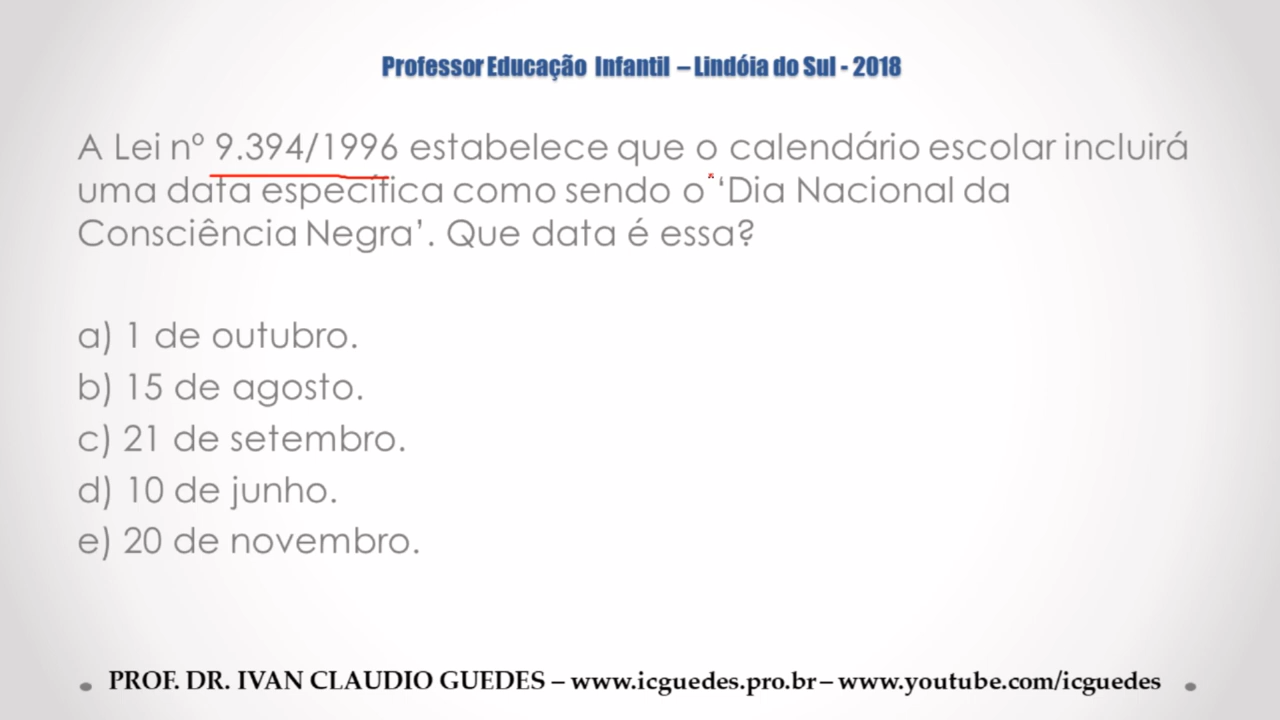 Professor Educação Infantil – Lindóia do Sul - 2018
A Lei nº 9.394/1996 estabelece que o calendário escolar incluirá
uma data específica como sendo o ‘Dia Nacional da
Consciência Negra’. Que data é essa?
a) 1 de outubro.
b) 15 de agosto.
c) 21 de setembro.
d) 10 de junho.
e) 20 de novembro.
PROF. DR. IVAN CLAUDIO GUEDES – www.icguedes.pro.br – www.youtube.com/icguedes